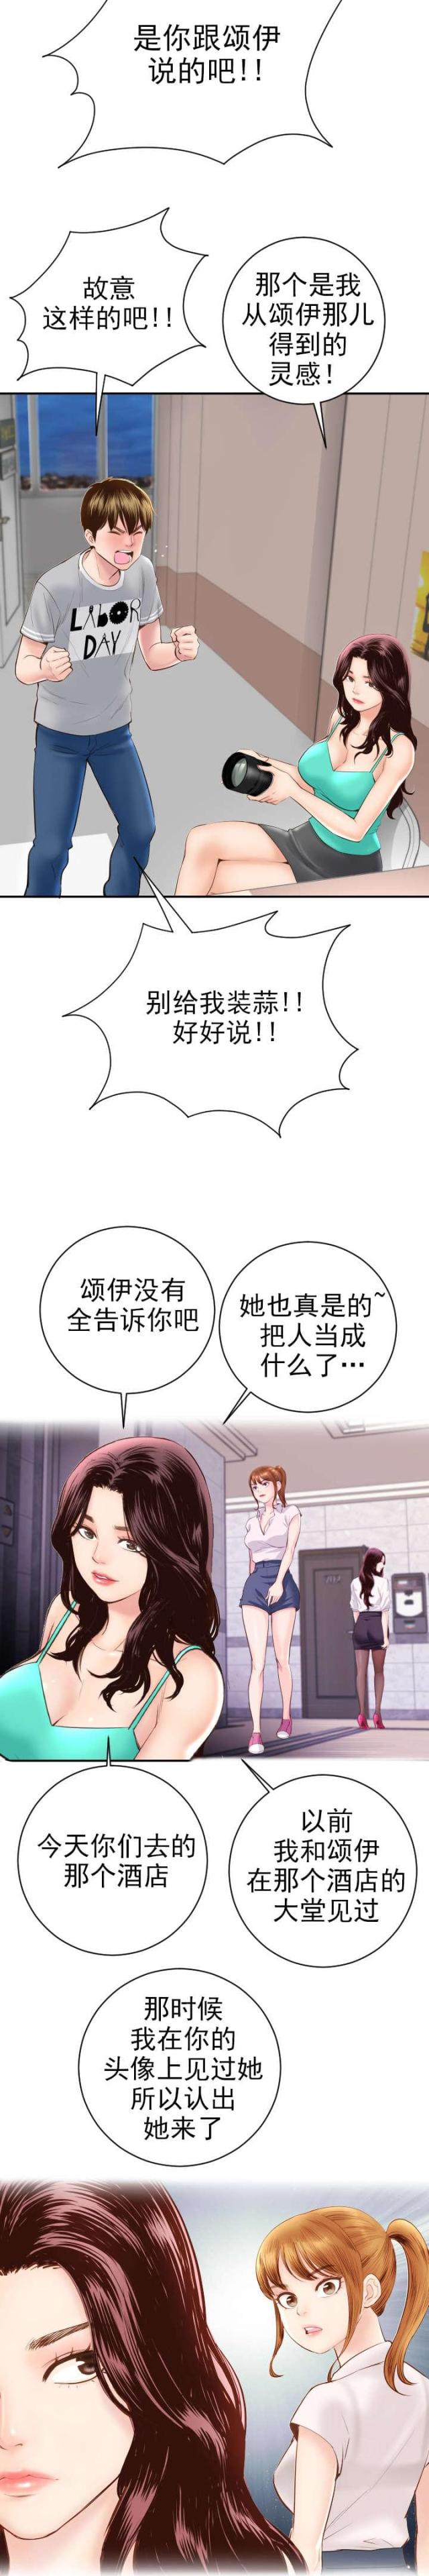 是你跟颂伊
说的吧!!
故意
这样的吧!!
那个是我
从颂伊那儿
得到的
灵感!
LABOR
DAY
别给我装蒜!!
好好说!!
颂伊没有
全告诉你吧
她也真是的~
把人当成
什么了…
今天你们去的
那个酒店
以前
我和颂伊
在那个酒店的
大堂见过
那时候
我在你的
头像上见过她
所以认出
她来了